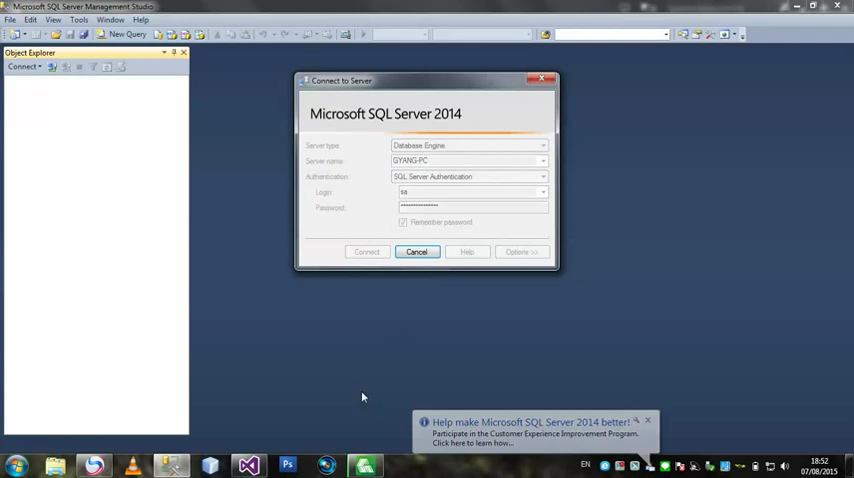 Microsoft SQL Server Management Studio
File Edit View Tools Window Help
New Query
Object Explorer
Connect
Connect to Server
Microsoft SQL Server 2014
Server type: Database Engine
Server name: GYANG-PC
Authentication: SQL Server Authentication
Login: sa
Password: ***************
Remember password
Connect Cancel Help Options >>
Help make Microsoft SQL Server 2014 better!
Participate in the Customer Experience Improvement Program.
Click here to learn how...
Ps
EN
18:52
07/08/2015